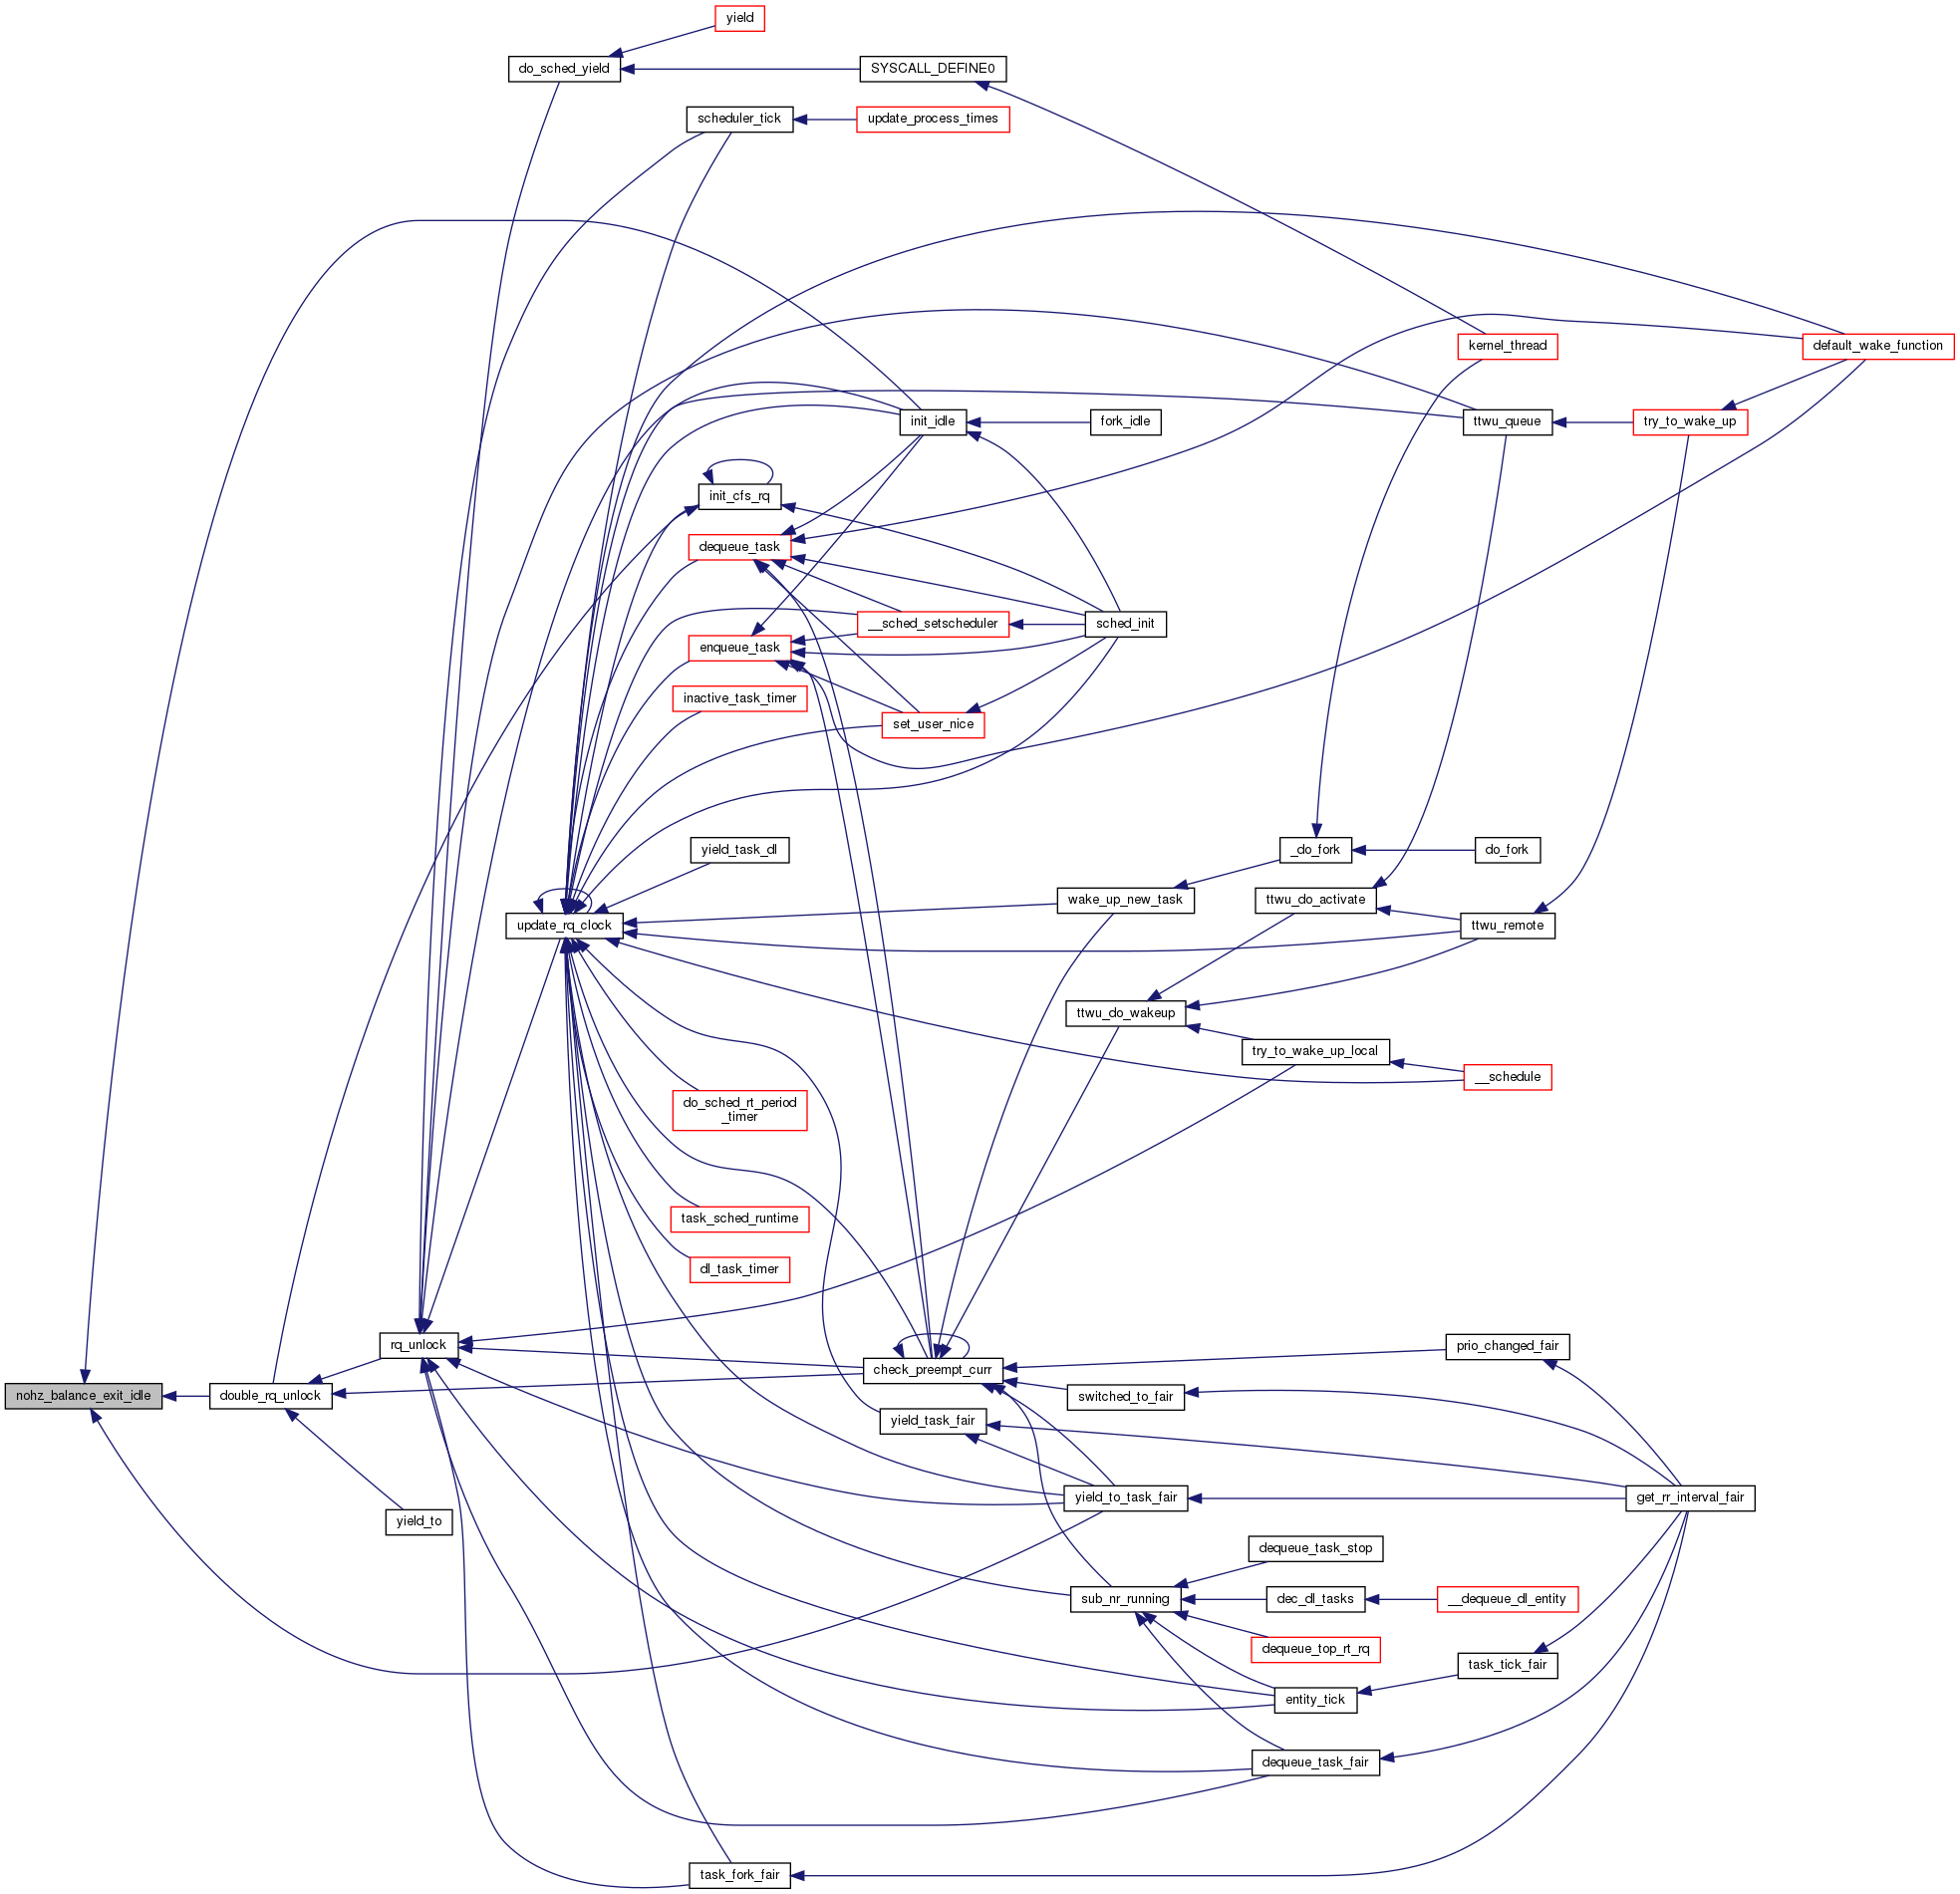 yield
do_sched_yield
SYSCALL_DEFINE0
scheduler_tick
update_process_times
kernel_thread
default_wake_function
init_idle
fork_idle
ttwu_queue
try_to_wake_up
init_cfs_rq
dequeue_task
__sched_setscheduler
sched_init
enqueue_task
inactive_task_timer
set_user_nice
yield_task_dl
_do_fork
do_fork
wake_up_new_task
ttwu_do_activate
update_rq_clock
ttwu_remote
ttwu_do_wakeup
try_to_wake_up_local
__schedule
do_sched_rt_period
_timer
task_sched_runtime
dl_task_timer
rq_unlock
prio_changed_fair
check_preempt_curr
nohz_balance_exit_idle
double_rq_unlock
switched_to_fair
yield_task_fair
yield_to_task_fair
get_rr_interval_fair
yield_to
dequeue_task_stop
sub_nr_running
dec_dl_tasks
__dequeue_dl_entity
dequeue_top_rt_rq
task_tick_fair
entity_tick
dequeue_task_fair
task_fork_fair